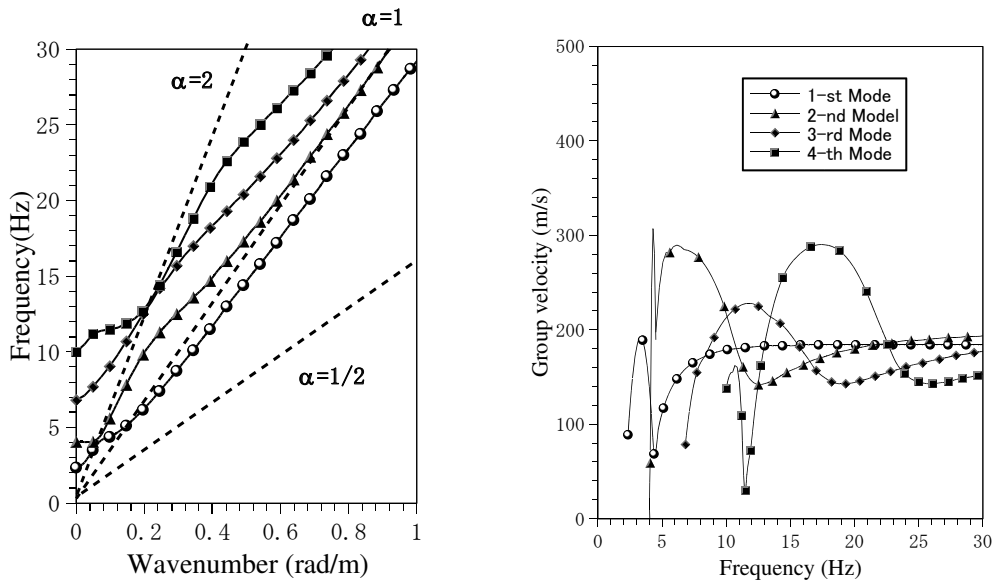 α=1
α=2
α=1/2
Frequency(Hz)
30
25
20
15
10
5
0
0 0.2 0.4 0.6 0.8 1
Wavenumber (rad/m)
Group velocity (m/s)
500
400
300
200
100
0
1-st Mode
2-nd Model
3-rd Mode
4-th Mode
0 5 10 15 20 25 30
Frequency (Hz)